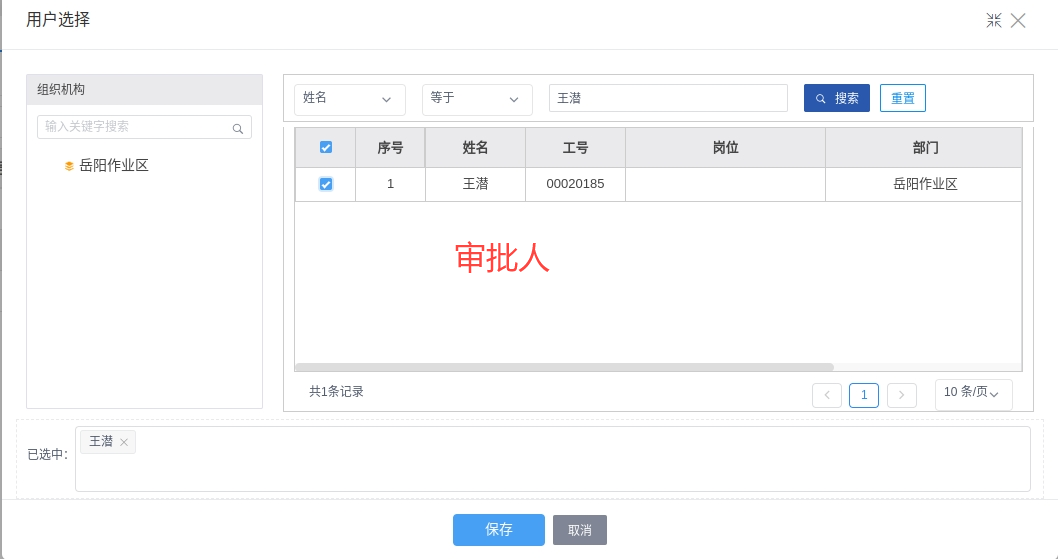 用户选择
组织机构
输入关键字搜索
岳阳作业区
姓名 等于 王潜 搜索 重置
序号 姓名 工号 岗位 部门
1 王潜 00020185 岳阳作业区
审批人
共1条记录
1 10 条/页
已选中: 王潜
保存 取消